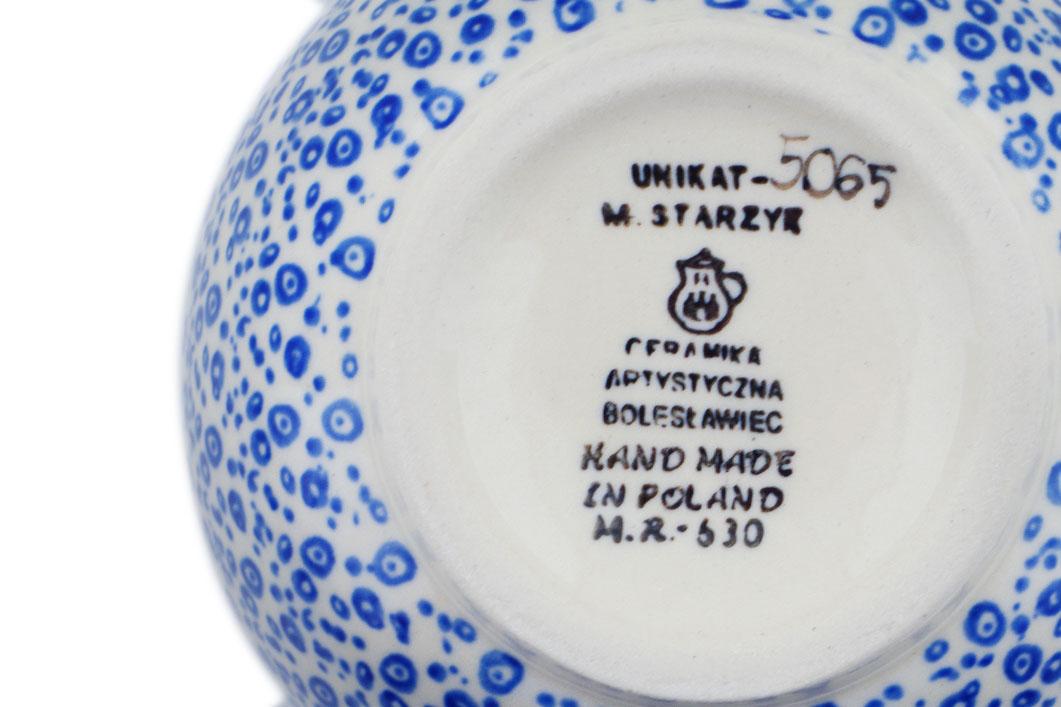 UNIKAT-5065
M. STARZYK
CERAMIKA
ARTYSTYCZNA
BOLESŁAWIEC
HAND MADE
IN POLAND
M.R.-630